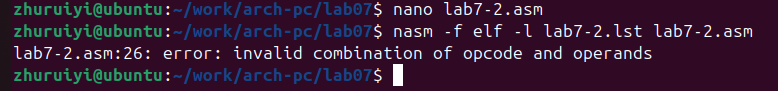 zhuruiyi@ubuntu:~/work/arch-pc/lab07$ nano lab7-2.asm
zhuruiyi@ubuntu:~/work/arch-pc/lab07$ nasm -f elf -l lab7-2.lst lab7-2.asm
lab7-2.asm:26: error: invalid combination of opcode and operands
zhuruiyi@ubuntu:~/work/arch-pc/lab07$